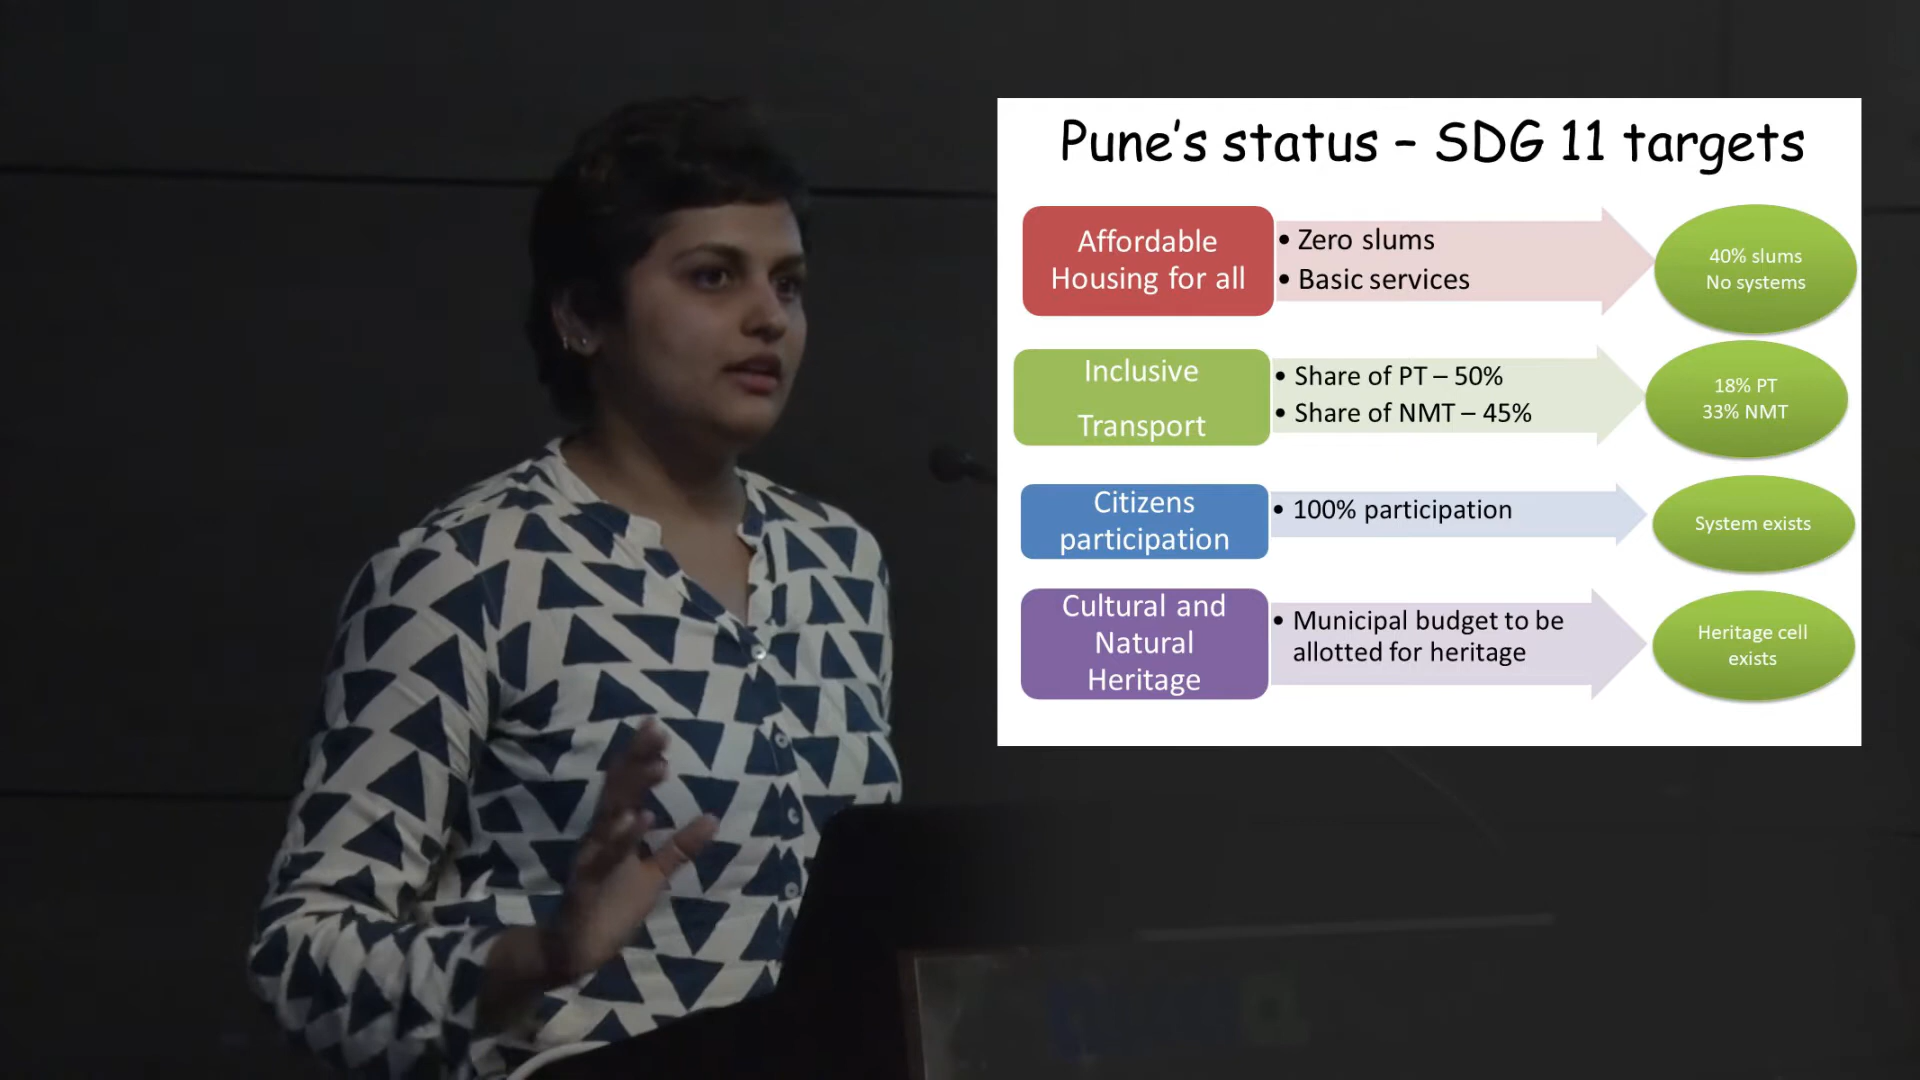 Pune's status – SDG 11 targets
Affordable
Housing for all
• Zero slums
• Basic services
40% slums
No systems
Inclusive
Transport
• Share of PT – 50%
• Share of NMT – 45%
18% PT
33% NMT
Citizens
participation
• 100% participation
System exists
Cultural and
Natural
Heritage
• Municipal budget to be
allotted for heritage
Heritage cell
exists